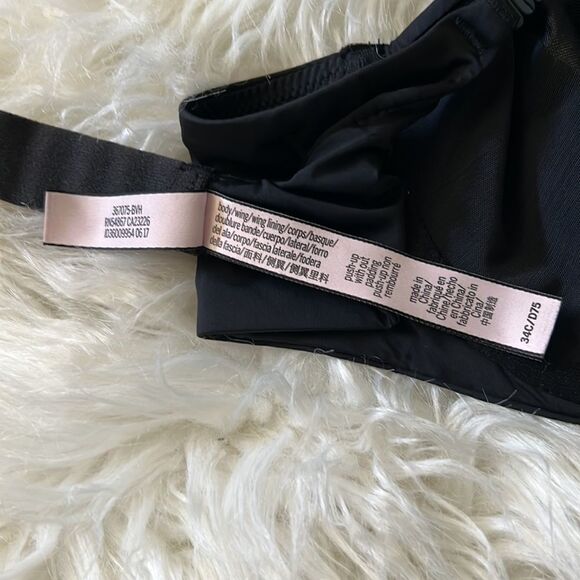 367075-BVH
RN54867 CA23226
ID36009954 06 17
body/wing/wing lining/corps/basque/
doublure bande/cuerpo/lateral/forro
del ala/corpo/fascia laterale/fodera
della fascia/面料/侧翼/侧翼里料
push-up
with out
padding
push-up non
rembourré
made in
China/
fabriqué en
Chine/hecho
en China/
fabbricato in
Cina/
中国制造
34C/D75